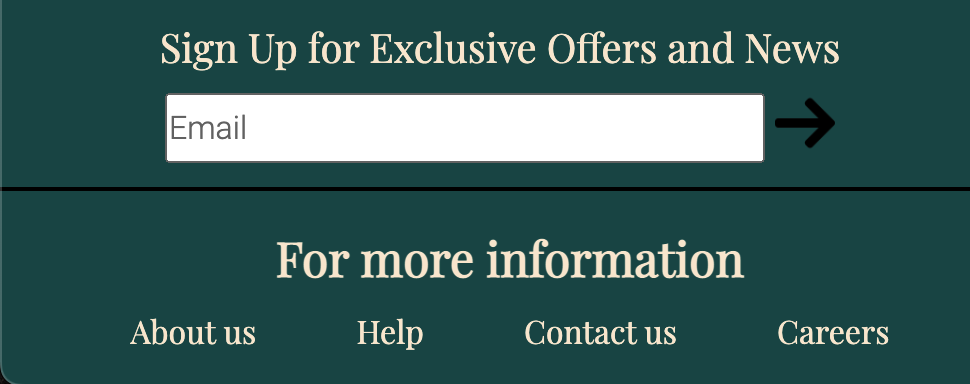 Sign Up for Exclusive Offers and News
Email
For more information
About us Help Contact us Careers